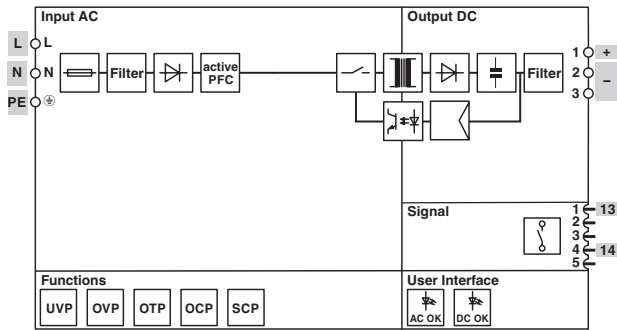 Input AC
Output DC
L
L
N
N
PE
Filter
active
PFC
Filter
1
+
2
−
3
Signal
1
13
2
3
4
14
5
Functions
UVP
OVP
OTP
OCP
SCP
User Interface
AC OK
DC OK